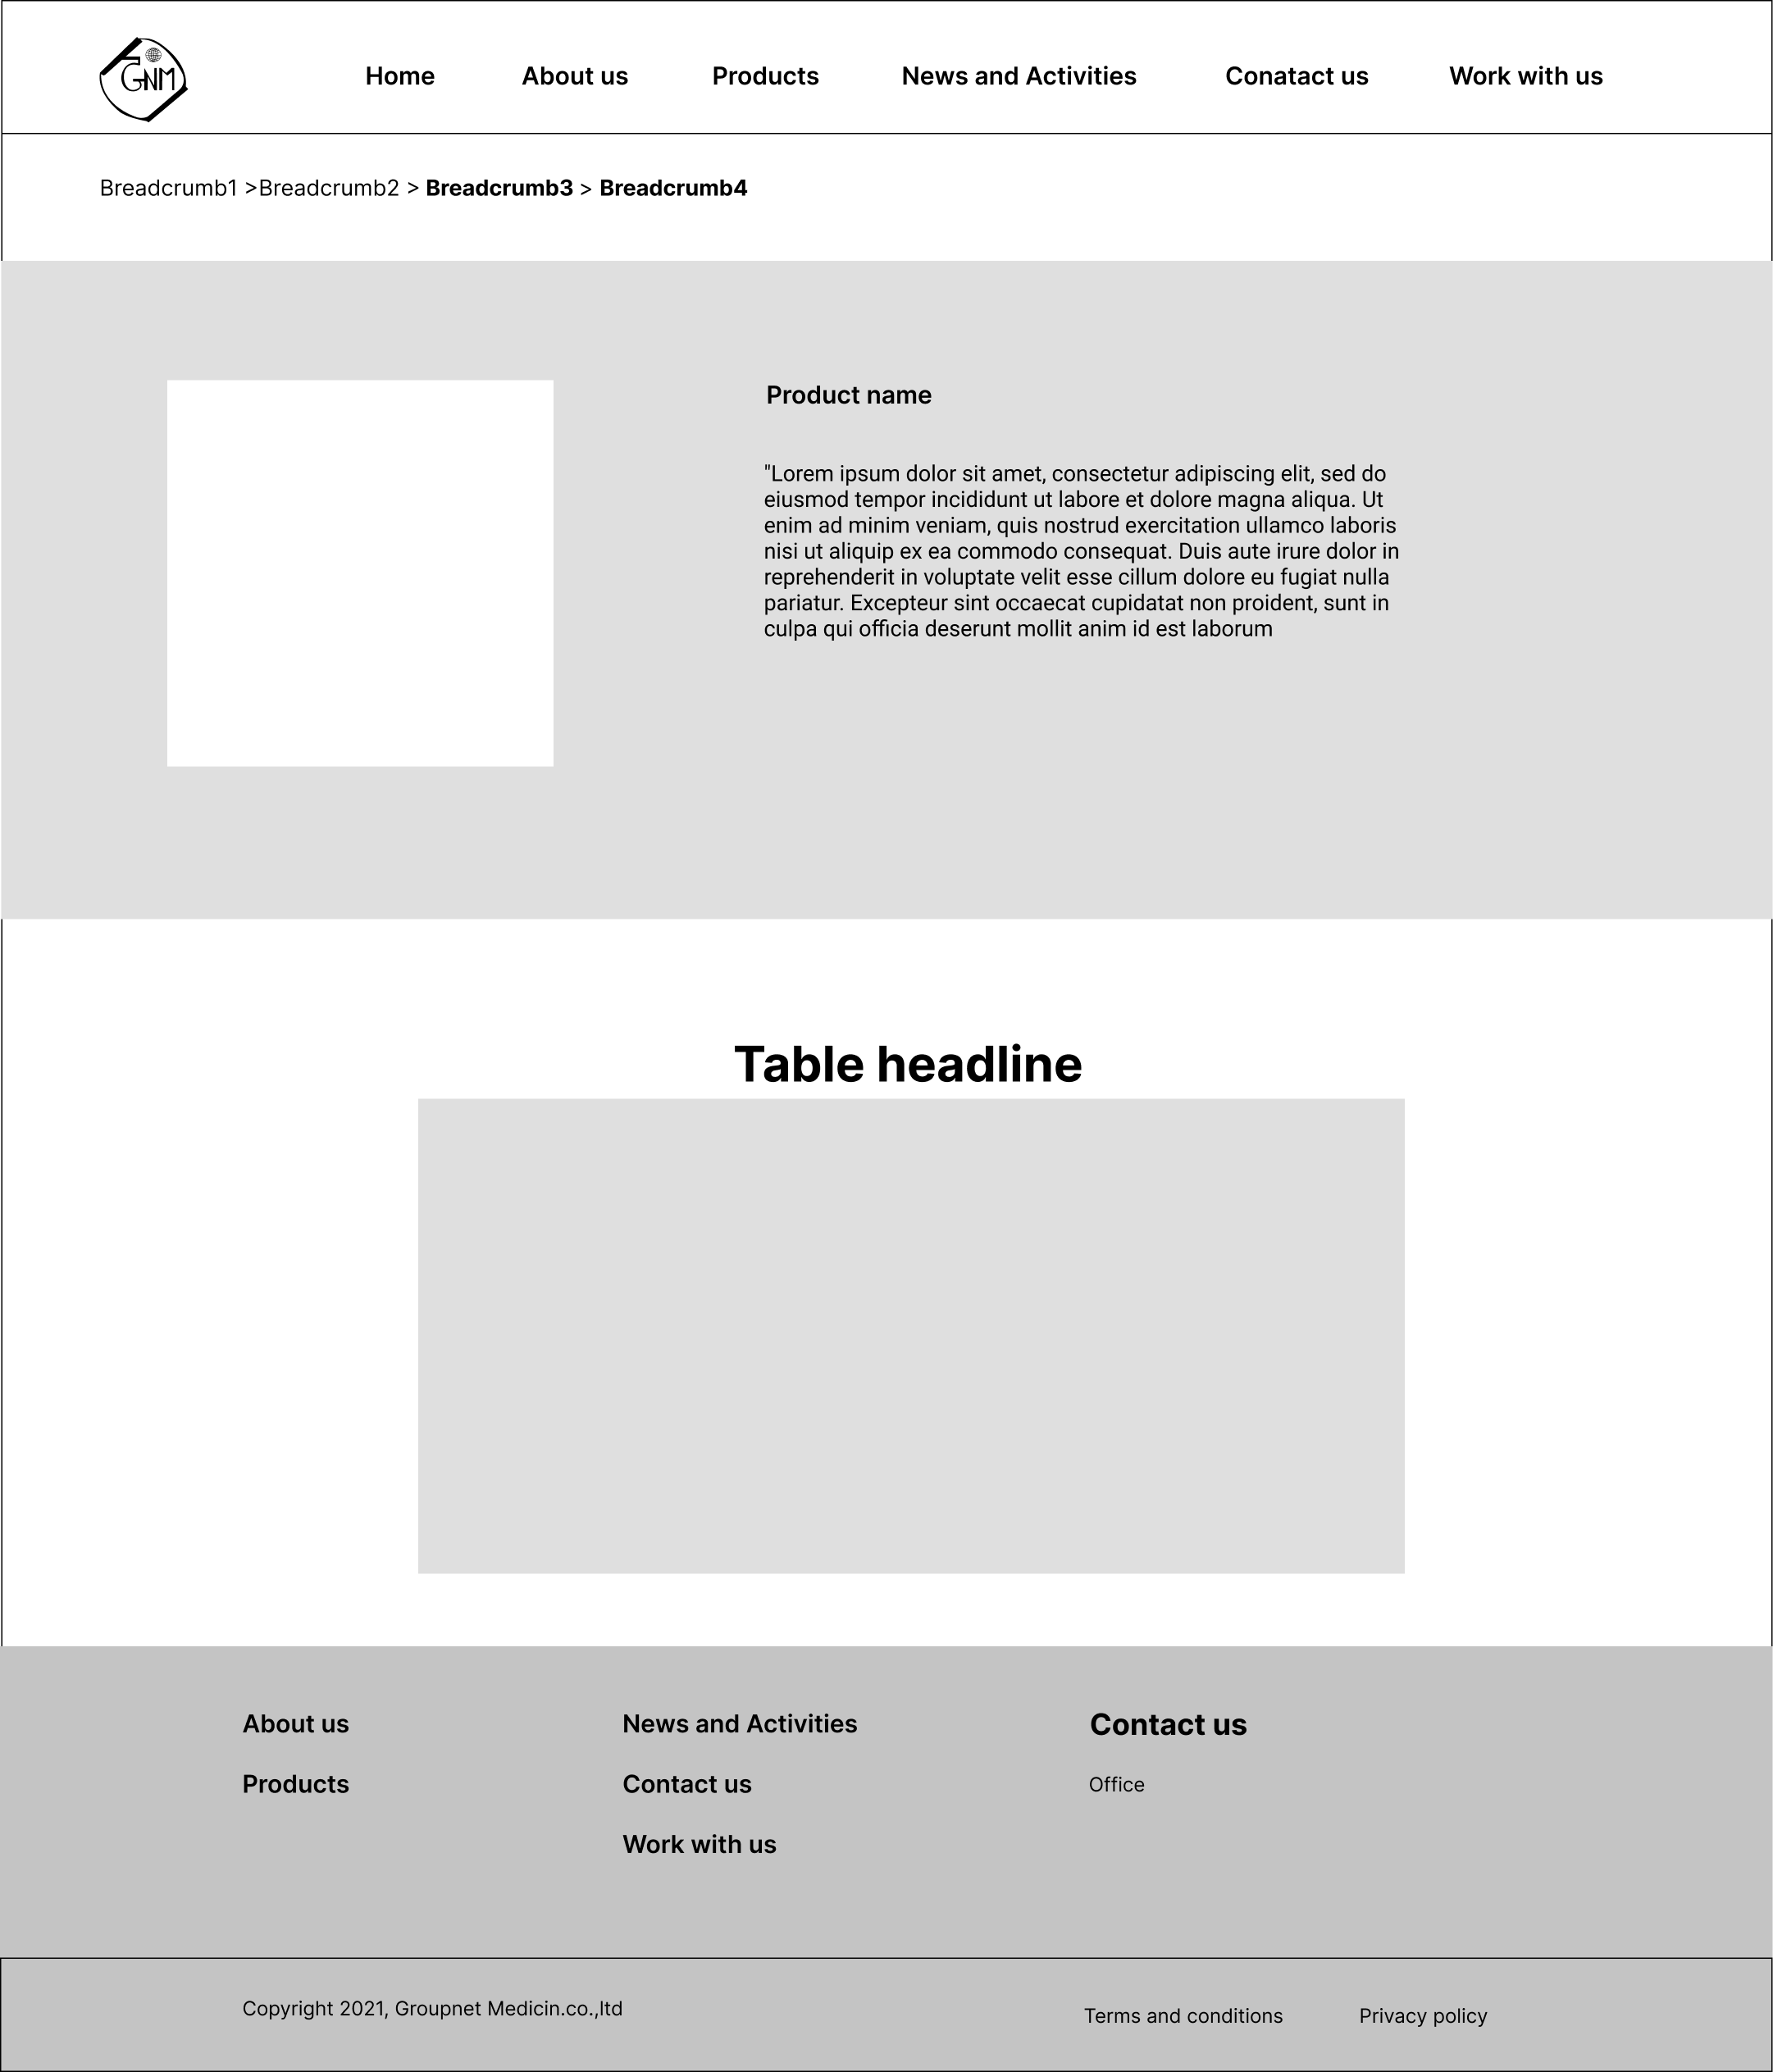 GNM
Home About us Products News and Activities Conatact us Work with us
Breadcrumb1 >Breadcrumb2 > Breadcrumb3 > Breadcrumb4
Product name
"Lorem ipsum dolor sit amet, consectetur adipiscing elit, sed do
eiusmod tempor incididunt ut labore et dolore magna aliqua. Ut
enim ad minim veniam, quis nostrud exercitation ullamco laboris
nisi ut aliquip ex ea commodo consequat. Duis aute irure dolor in
reprehenderit in voluptate velit esse cillum dolore eu fugiat nulla
pariatur. Excepteur sint occaecat cupidatat non proident, sunt in
culpa qui officia deserunt mollit anim id est laborum
Table headline
About us
Products
News and Activities
Contact us
Work with us
Contact us
Office
Copyright 2021, Groupnet Medicin.co.,ltd
Terms and conditions Privacy policy